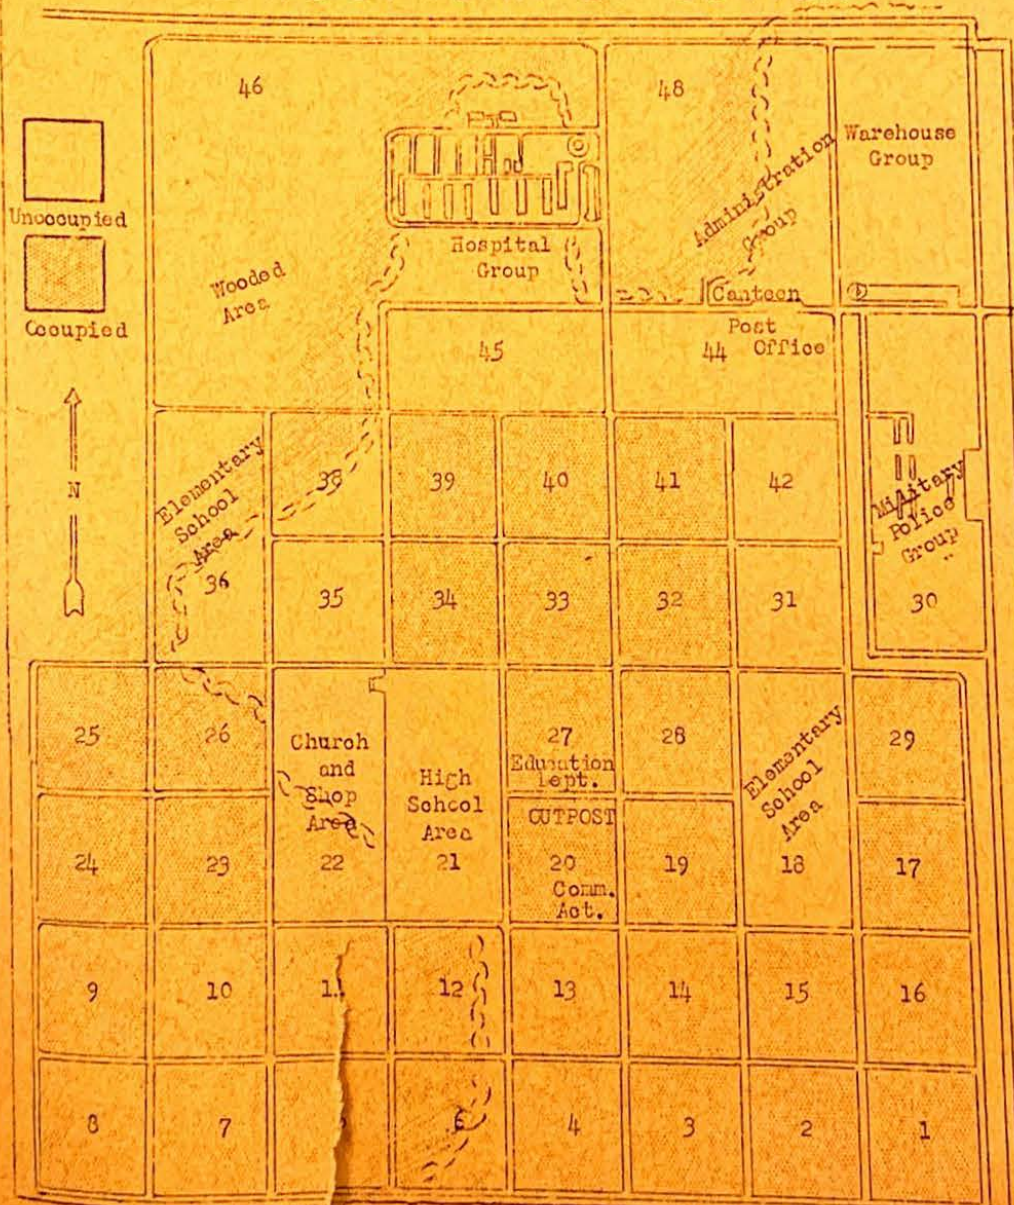 46
48
Warehouse
Group
Unoccupied
Administration
Group
Hospital
Group
Wooded
Area
Canteen
Occupied
Post
Office
45
44
N
Elementary
School
Area
38
39
40
41
42
Military
Police
Group
36
35
34
33
32
31
30
25
26
Church
and
Shop
Area
High
School
Area
27
Education
Dept.
28
Elementary
School
Area
29
OUTPOST
24
23
22
21
20
Comm.
Act.
19
18
17
9
10
11
12
13
14
15
16
8
7
6
4
3
2
1